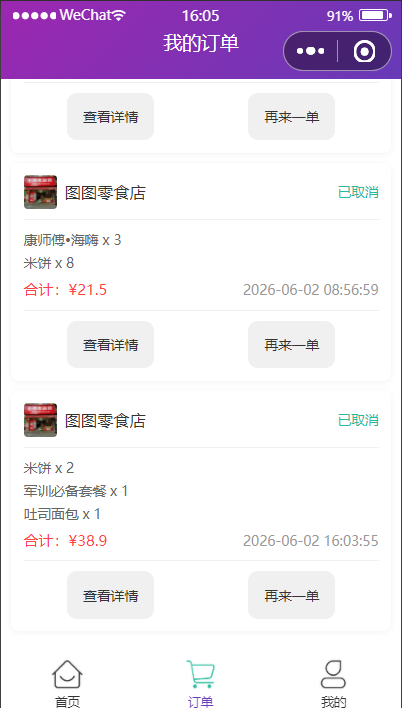 WeChat 16:05 91%
我的订单
查看详情 再来一单
图图零食店 已取消
康师傅•海嗨 x 3
米饼 x 8
合计：¥21.5 2026-06-02 08:56:59
查看详情 再来一单
图图零食店 已取消
米饼 x 2
军训必备套餐 x 1
吐司面包 x 1
合计：¥38.9 2026-06-02 16:03:55
查看详情 再来一单
首页 订单 我的